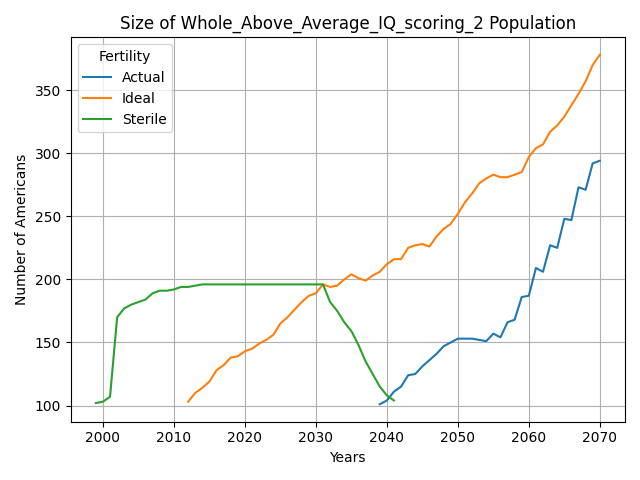 Size of Whole_Above_Average_IQ_scoring_2 Population
Fertility
Actual
Ideal
Sterile
Number of Americans
350
300
250
200
150
100
2000 2010 2020 2030 2040 2050 2060 2070
Years